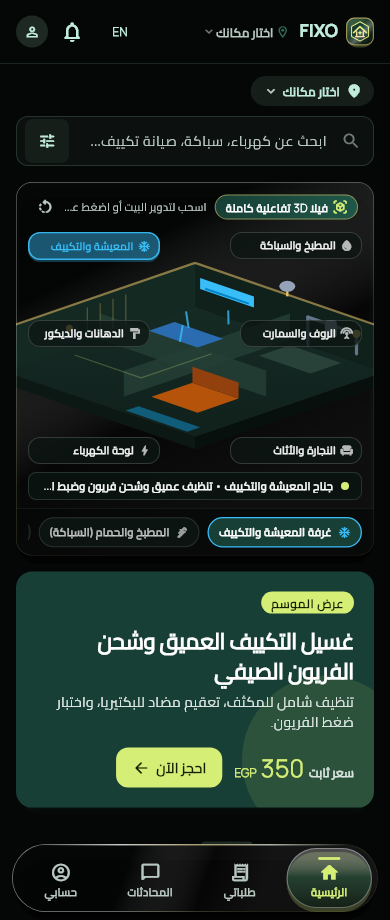 FIXO
اختار مكانك
EN
اختار مكانك
ابحث عن كهرباء، سباكة، صيانة تكييف...
فيلا 3D تفاعلية كاملة
اسحب لتدوير البيت أو اضغط عـ...
المطبخ والسباكة
المعيشة والتكييف
الروف والسمارت
الدهانات والديكور
النجارة والأثاث
لوحة الكهرباء
جناح المعيشة والتكييف • تنظيف عميق وشحن فريون وضبط ا...
غرفة المعيشة والتكييف
المطبخ والحمام (السباكة)
عرض الموسم
غسيل التكييف العميق وشحن
الفريون الصيفي
تنظيف شامل للمكثف، تعقيم مضاد للبكتيريا، واختبار
ضغط الفريون.
سعر ثابت 350 EGP
احجز الآن
الرئيسية
طلباتي
المحادثات
حسابي